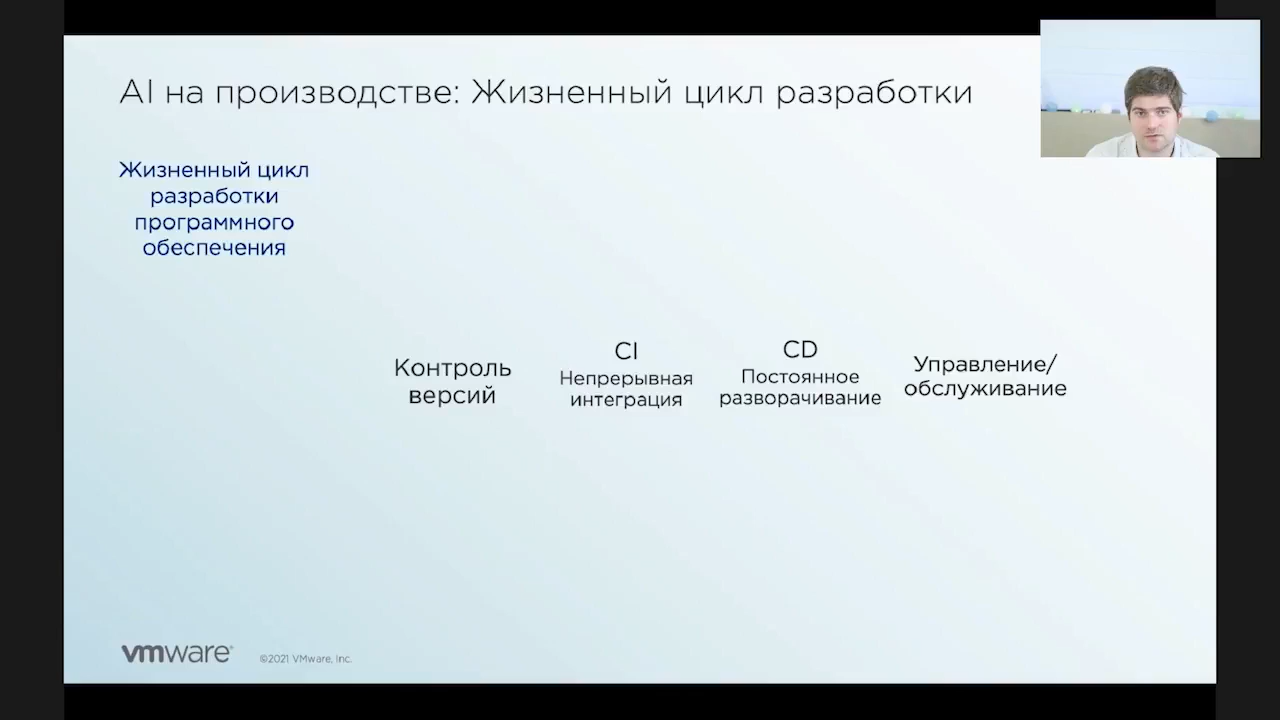 AI на производстве: Жизненный цикл разработки
Жизненный цикл
разработки
программного
обеспечения
Контроль
версий
CI
Непрерывная
интеграция
CD
Постоянное
разворачивание
Управление/
обслуживание
vmware
©2021 VMware, Inc.